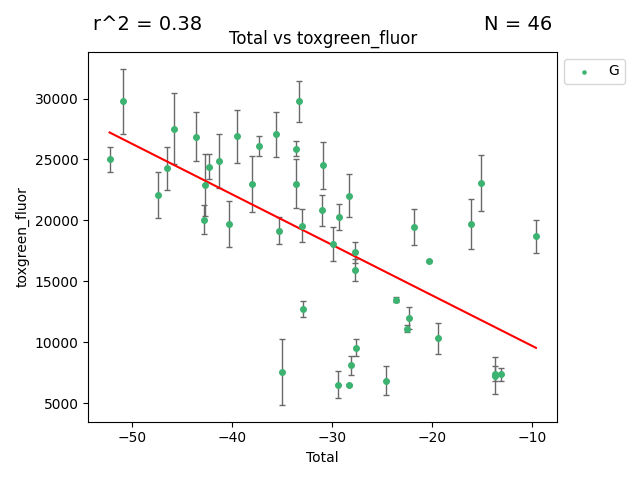 r^2 = 0.38
N = 46
Total vs toxgreen_fluor
G
30000
25000
20000
15000
10000
5000
toxgreen_fluor
−50
−40
−30
−20
−10
Total